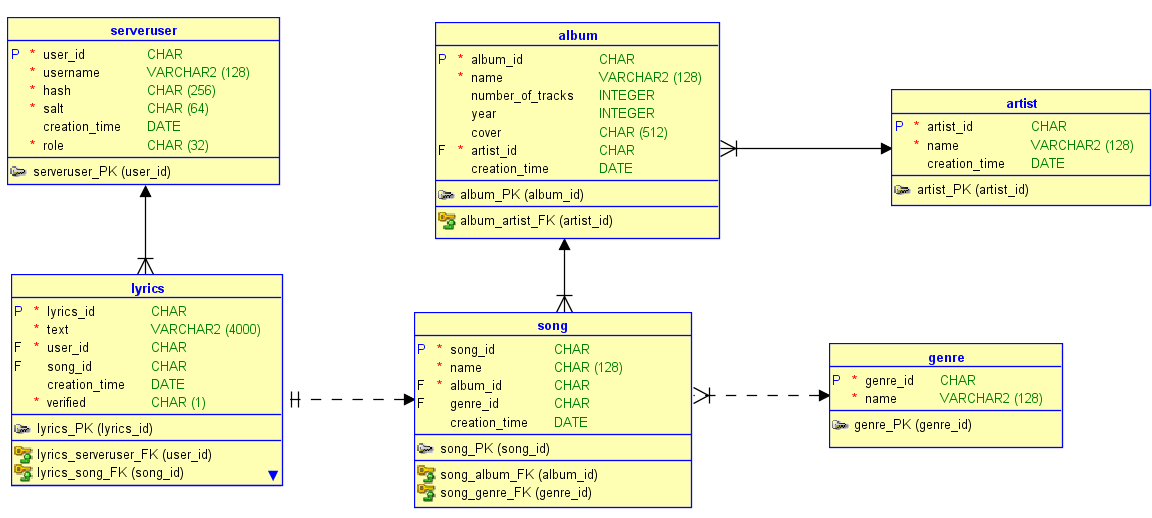 serveruser
P * user_id CHAR
* username VARCHAR2 (128)
* hash CHAR (256)
* salt CHAR (64)
creation_time DATE
* role CHAR (32)
serveruser_PK (user_id)
album
P * album_id CHAR
* name VARCHAR2 (128)
number_of_tracks INTEGER
year INTEGER
cover CHAR (512)
F * artist_id CHAR
creation_time DATE
album_PK (album_id)
album_artist_FK (artist_id)
artist
P * artist_id CHAR
* name VARCHAR2 (128)
creation_time DATE
artist_PK (artist_id)
lyrics
P * lyrics_id CHAR
* text VARCHAR2 (4000)
F * user_id CHAR
F song_id CHAR
creation_time DATE
* verified CHAR (1)
lyrics_PK (lyrics_id)
lyrics_serveruser_FK (user_id)
lyrics_song_FK (song_id)
song
P * song_id CHAR
* name CHAR (128)
F * album_id CHAR
F genre_id CHAR
creation_time DATE
song_PK (song_id)
song_album_FK (album_id)
song_genre_FK (genre_id)
genre
P * genre_id CHAR
* name VARCHAR2 (128)
genre_PK (genre_id)